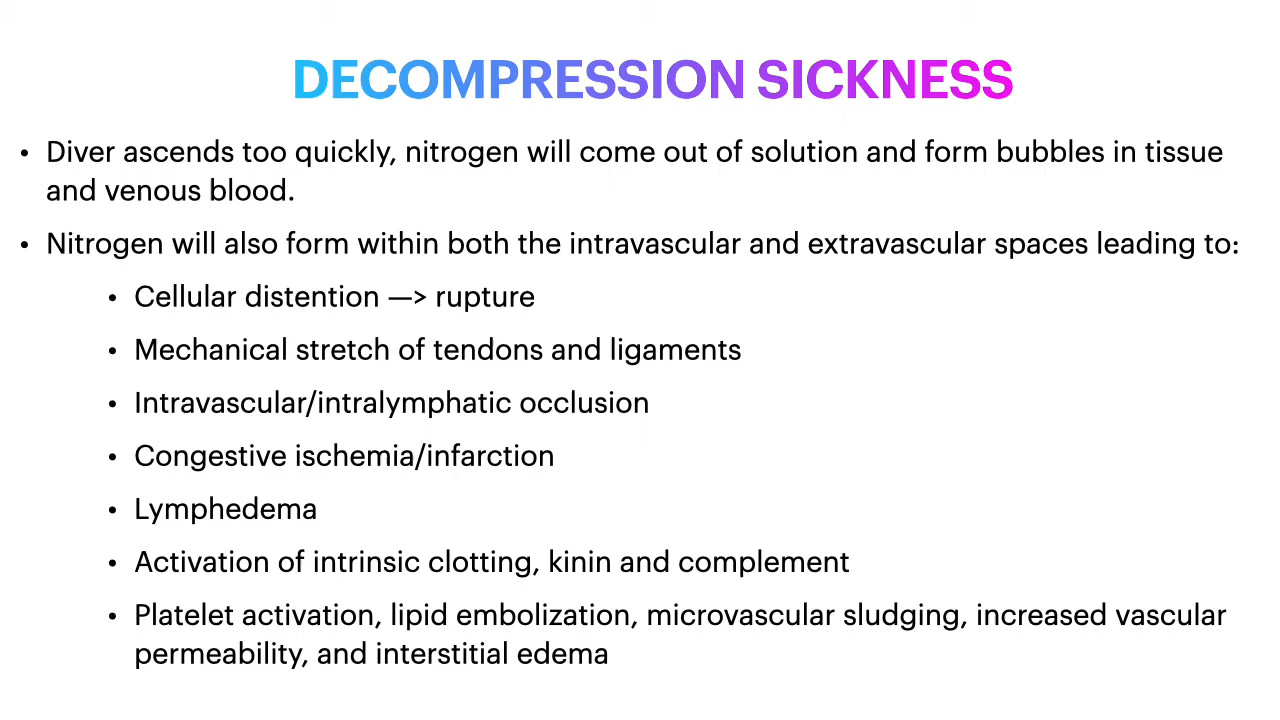 DECOMPRESSION SICKNESS
• Diver ascends too quickly, nitrogen will come out of solution and form bubbles in tissue
and venous blood.
• Nitrogen will also form within both the intravascular and extravascular spaces leading to:
• Cellular distention —> rupture
• Mechanical stretch of tendons and ligaments
• Intravascular/intralymphatic occlusion
• Congestive ischemia/infarction
• Lymphedema
• Activation of intrinsic clotting, kinin and complement
• Platelet activation, lipid embolization, microvascular sludging, increased vascular
permeability, and interstitial edema